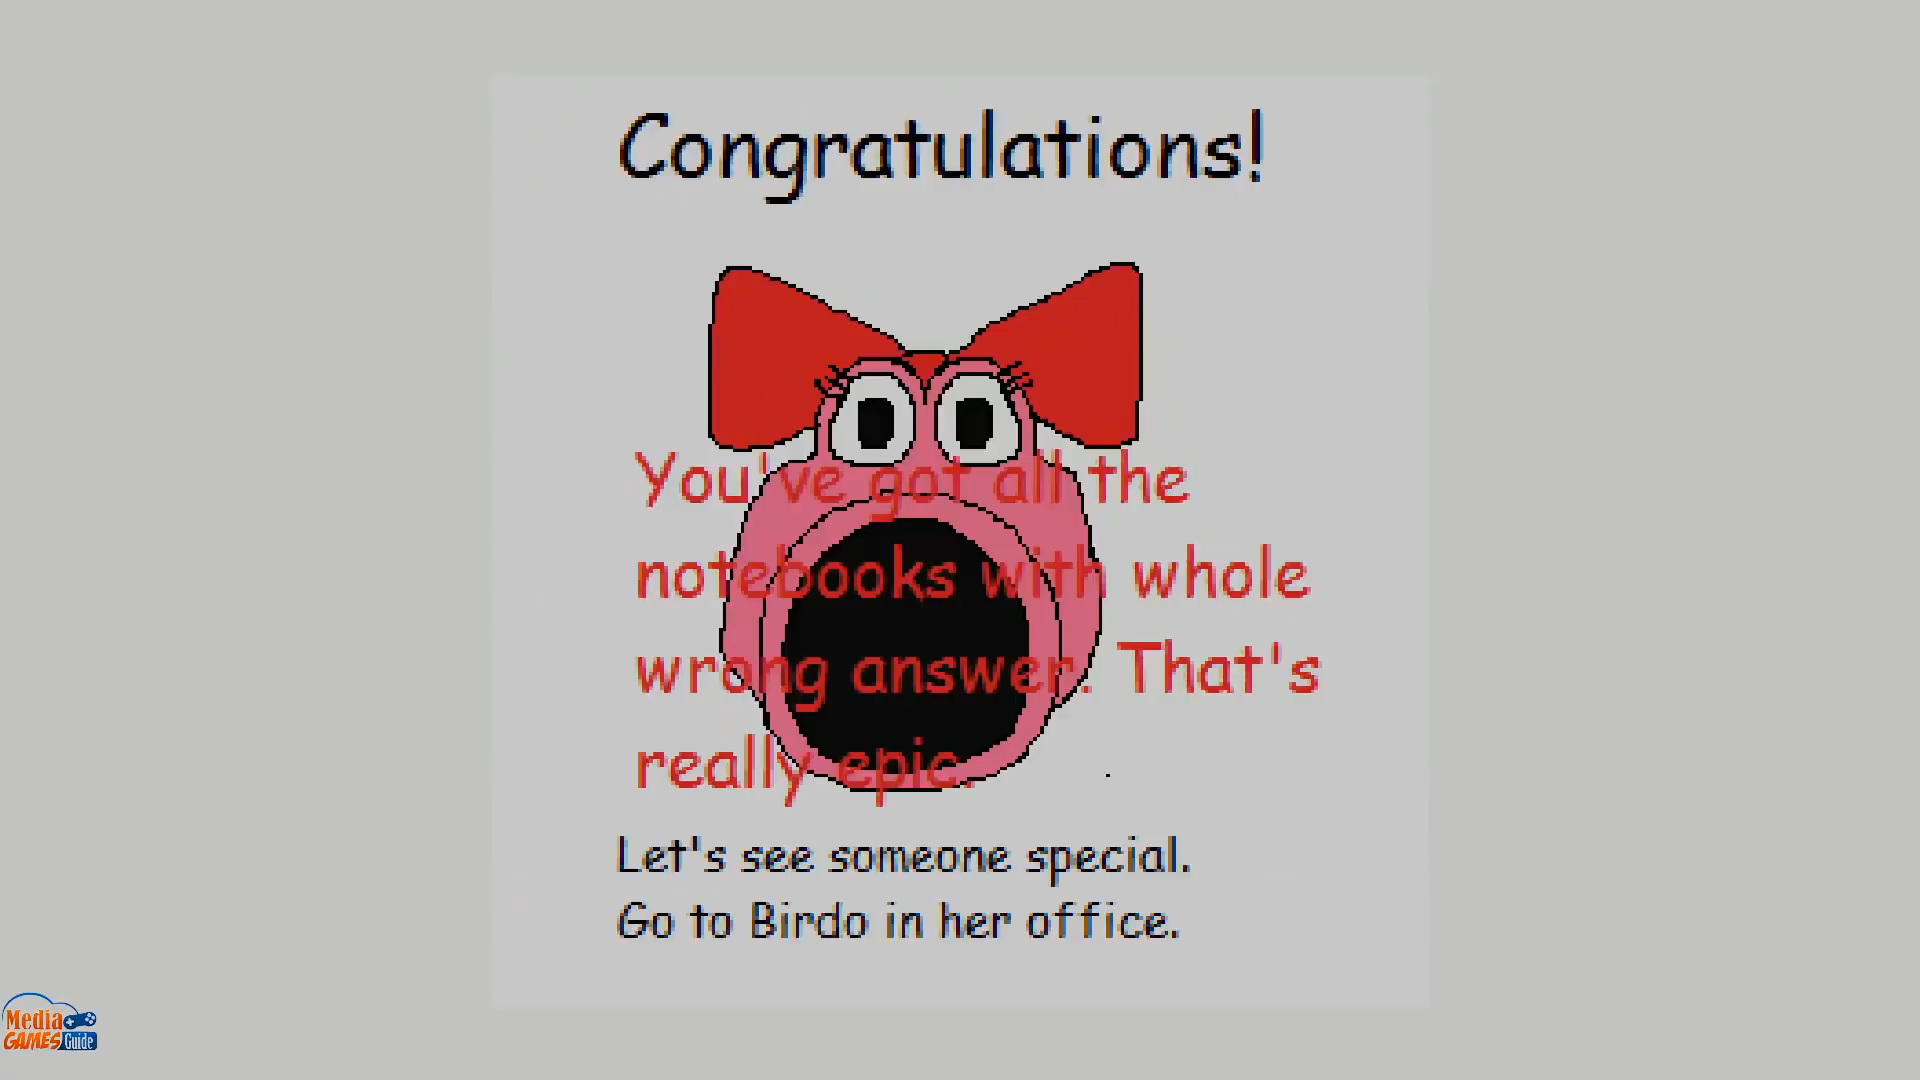 Congratulations!
You've got all the
notebooks with whole
wrong answer. That's
really epic.
Let's see someone special.
Go to Birdo in her office.
Media
GAMES Guide